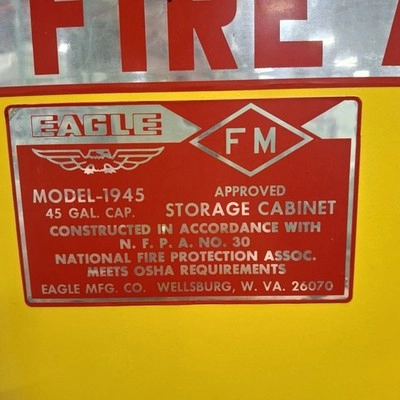 FIRE
EAGLE
FM
MODEL-1945
APPROVED
45 GAL. CAP.
STORAGE CABINET
CONSTRUCTED IN ACCORDANCE WITH
N. F. P. A. NO. 30
NATIONAL FIRE PROTECTION ASSOC.
MEETS OSHA REQUIREMENTS
EAGLE MFG. CO. WELLSBURG, W. VA. 26070